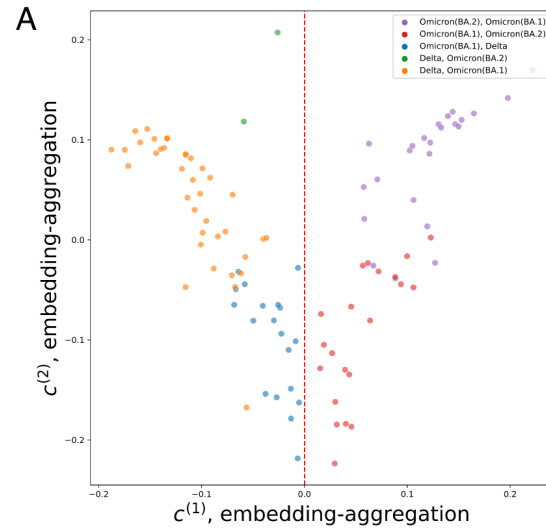 A
Omicron(BA.2), Omicron(BA.1)
Omicron(BA.1), Omicron(BA.2)
Omicron(BA.1), Delta
Delta, Omicron(BA.2)
Delta, Omicron(BA.1)
0.2
0.1
0.0
−0.1
−0.2
c(2), embedding-aggregation
−0.2
−0.1
0.0
0.1
0.2
c(1), embedding-aggregation